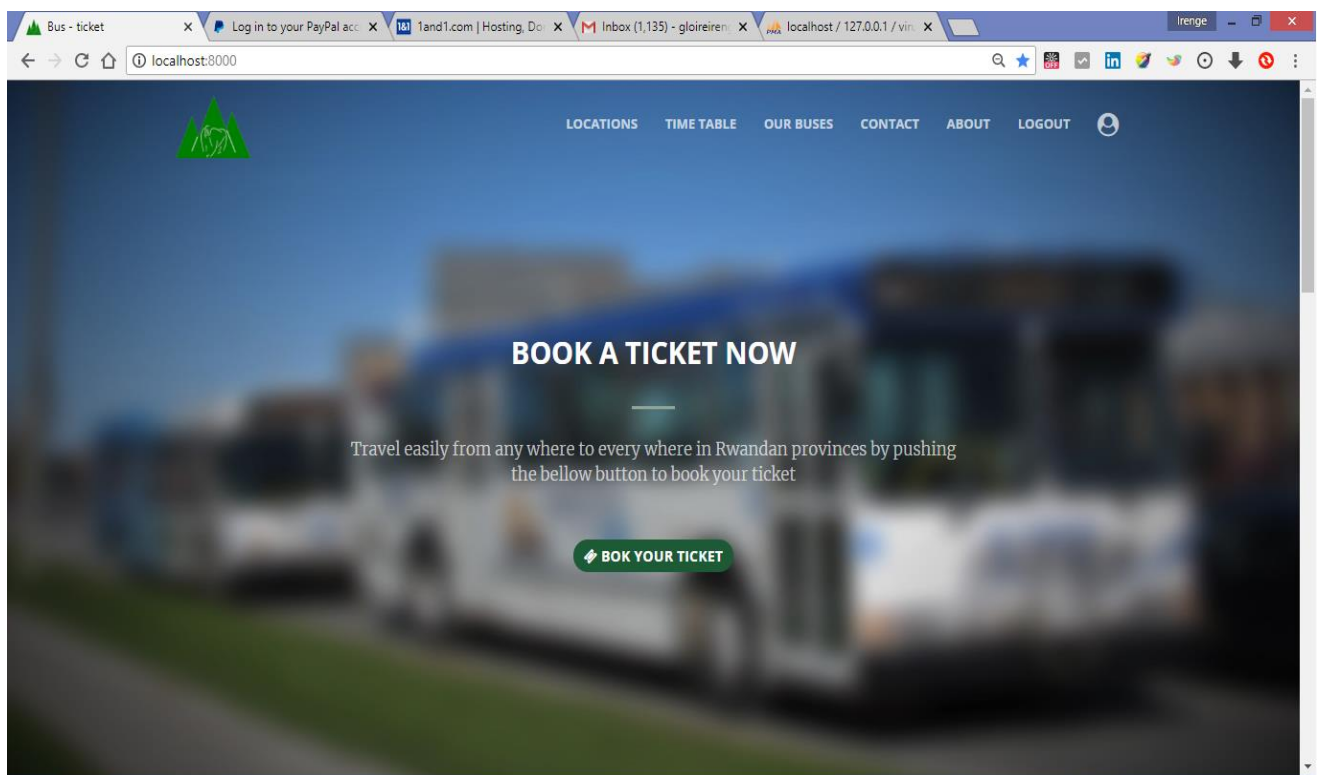 Bus - ticket
Log in to your PayPal acc
1&1 1and1.com | Hosting, Do
Inbox (1,135) - gloireiren
localhost / 127.0.0.1 / viru
Irenge
localhost:8000
LOCATIONS TIME TABLE OUR BUSES CONTACT ABOUT LOGOUT
BOOK A TICKET NOW
Travel easily from any where to every where in Rwandan provinces by pushing
the bellow button to book your ticket
BOK YOUR TICKET